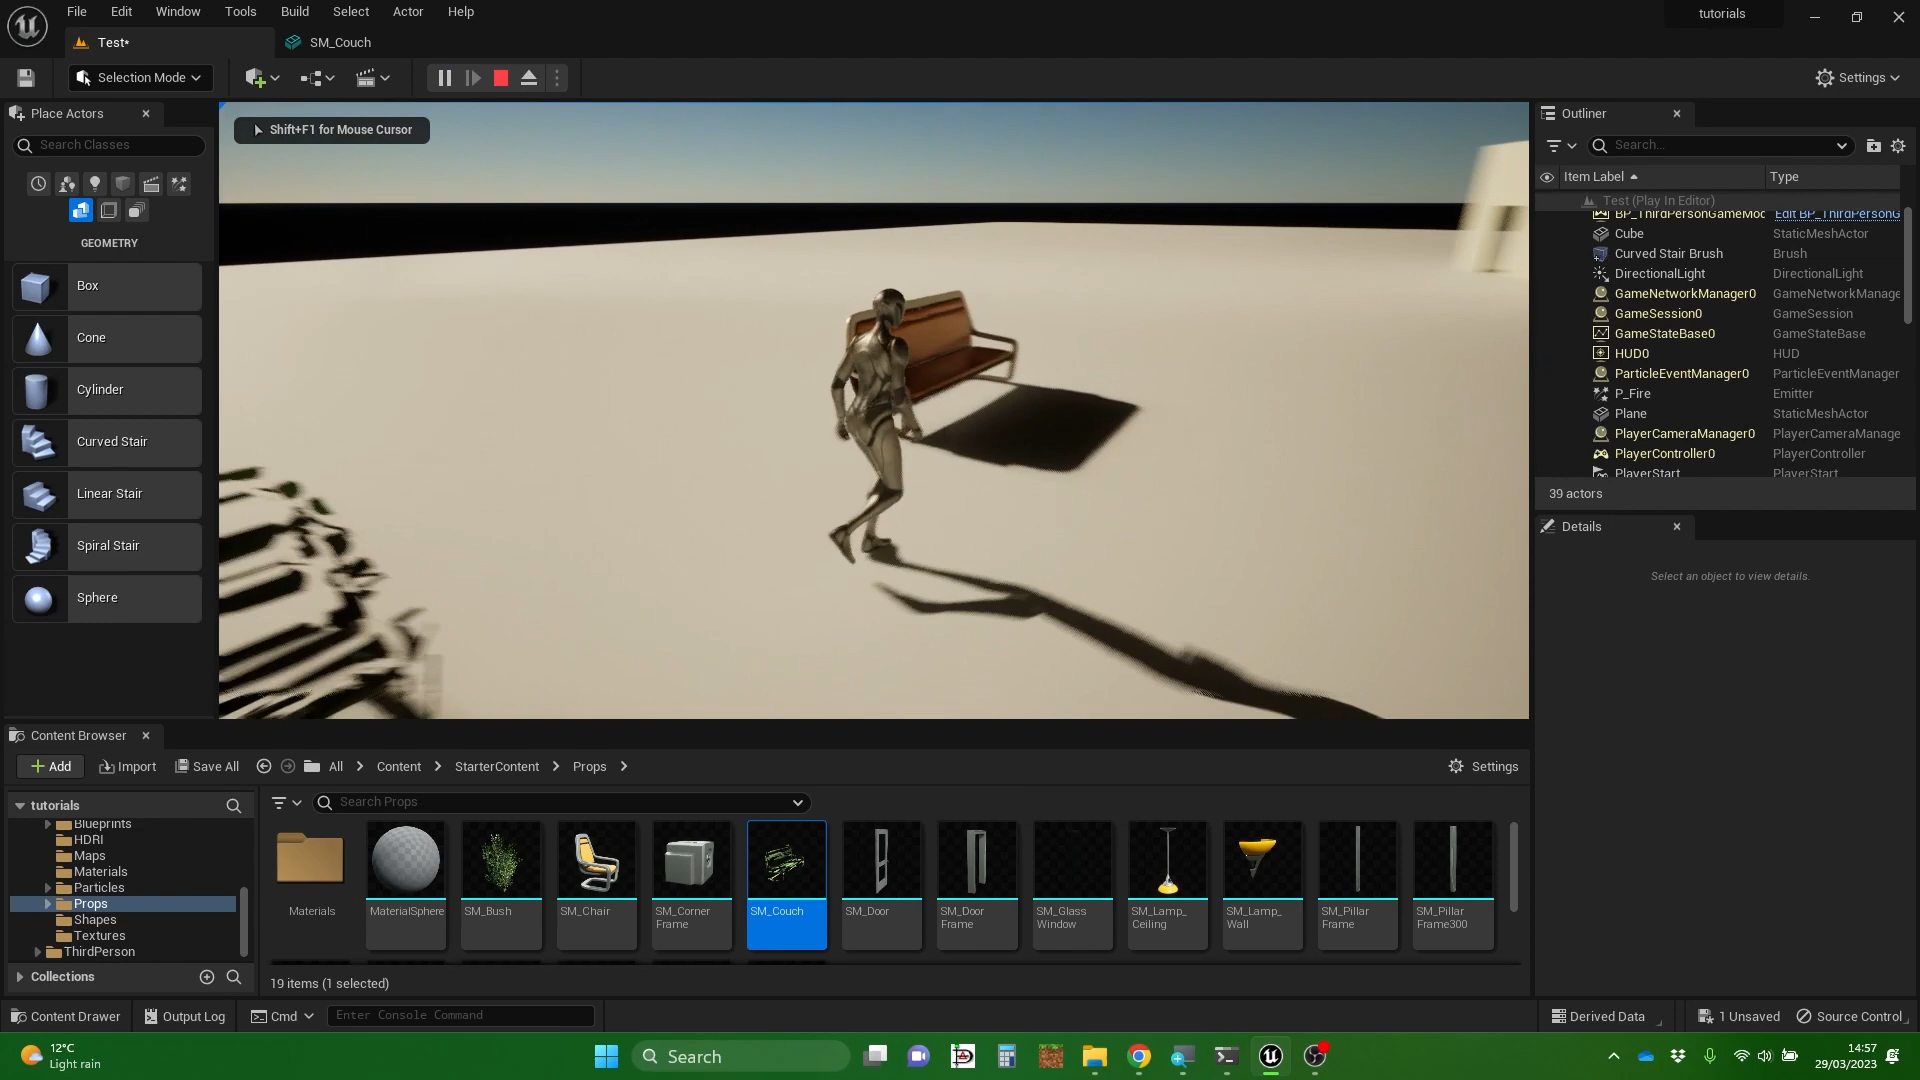 File Edit Window Tools Build Select Actor Help
tutorials
Test*
SM_Couch
Selection Mode
Settings
Place Actors
Search Classes
GEOMETRY
Box
Cone
Cylinder
Curved Stair
Linear Stair
Spiral Stair
Sphere
Shift+F1 for Mouse Cursor
Outliner
Search...
Item Label Type
Test (Play In Editor)
BP_ThirdPersonGameMod Edit BP_ThirdPersonG
Cube StaticMeshActor
Curved Stair Brush Brush
DirectionalLight DirectionalLight
GameNetworkManager0 GameNetworkManage
GameSession0 GameSession
GameStateBase0 GameStateBase
HUD0 HUD
ParticleEventManager0 ParticleEventManager
P_Fire Emitter
Plane StaticMeshActor
PlayerCameraManager0 PlayerCameraManage
PlayerController0 PlayerController
PlayerStart PlayerStart
39 actors
Details
Select an object to view details.
Content Browser
Add Import Save All All Content StarterContent Props Settings
tutorials
Blueprints
HDRI
Maps
Materials
Particles
Props
Shapes
Textures
ThirdPerson
Collections
Search Props
Materials
MaterialSphere
SM_Bush
SM_Chair
SM_Corner
Frame
SM_Couch
SM_Door
SM_Door
Frame
SM_Glass
Window
SM_Lamp_
Ceiling
SM_Lamp_
Wall
SM_Pillar
Frame
SM_Pillar
Frame300
19 items (1 selected)
Content Drawer Output Log Cmd Enter Console Command Derived Data 1 Unsaved Source Control
12°C
Light rain
Search
14:57
29/03/2023